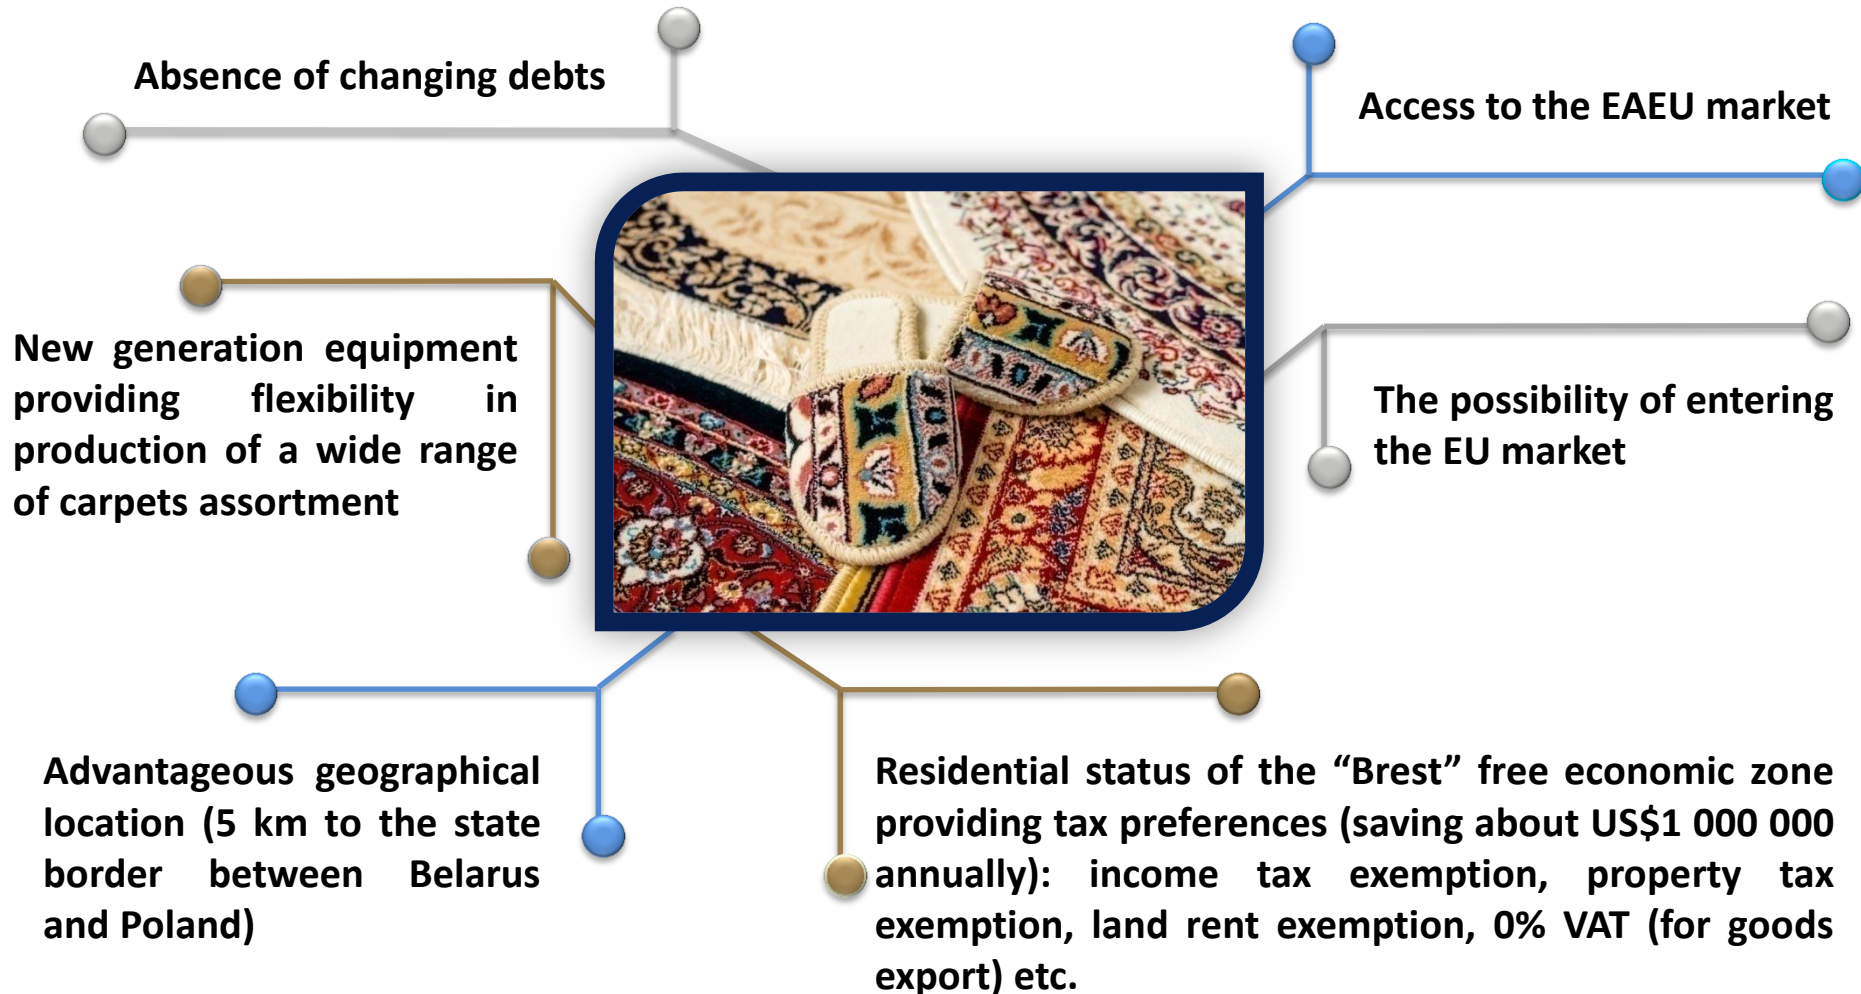 Absence of changing debts
Access to the EAEU market
New generation equipment
providing flexibility in
production of a wide range
of carpets assortment
The possibility of entering
the EU market
Advantageous geographical
location (5 km to the state
border between Belarus
and Poland)
Residential status of the “Brest” free economic zone
providing tax preferences (saving about US$1 000 000
annually): income tax exemption, property tax
exemption, land rent exemption, 0% VAT (for goods
export) etc.